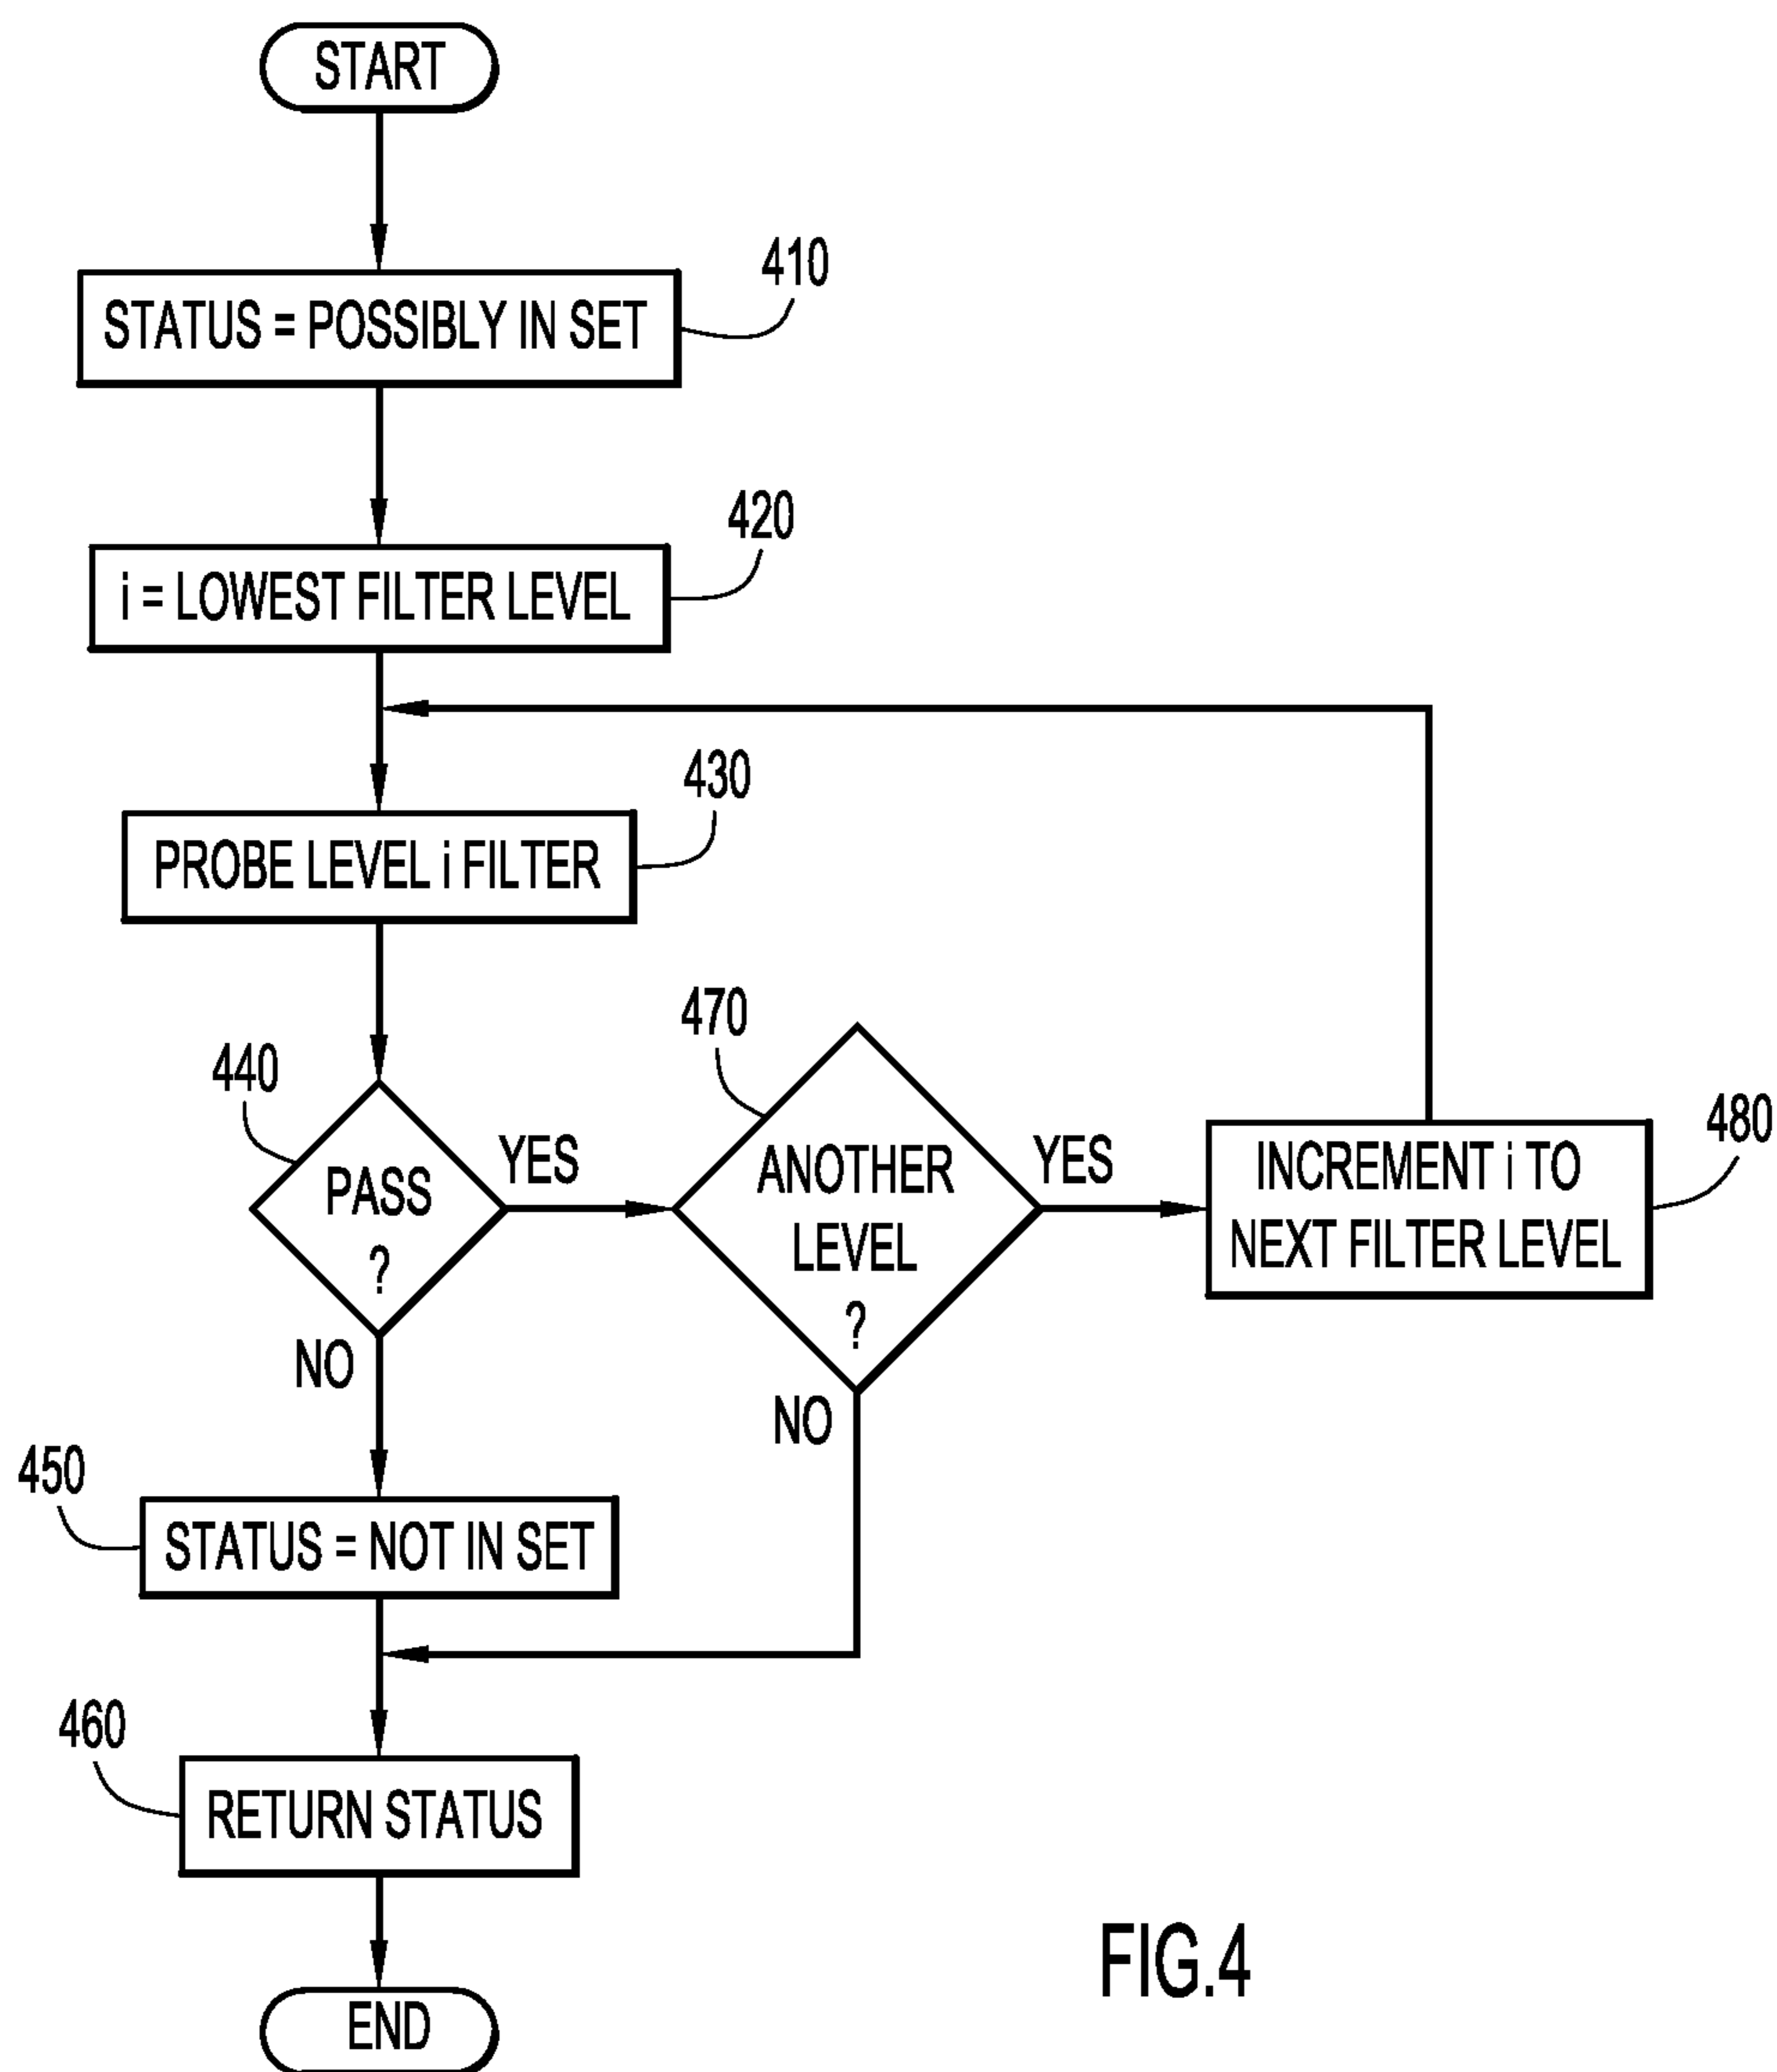 START
410
STATUS = POSSIBLY IN SET
420
i = LOWEST FILTER LEVEL
430
PROBE LEVEL i FILTER
440
PASS
?
YES
NO
470
ANOTHER
LEVEL
?
YES
NO
480
INCREMENT i TO
NEXT FILTER LEVEL
450
STATUS = NOT IN SET
460
RETURN STATUS
END
FIG.4